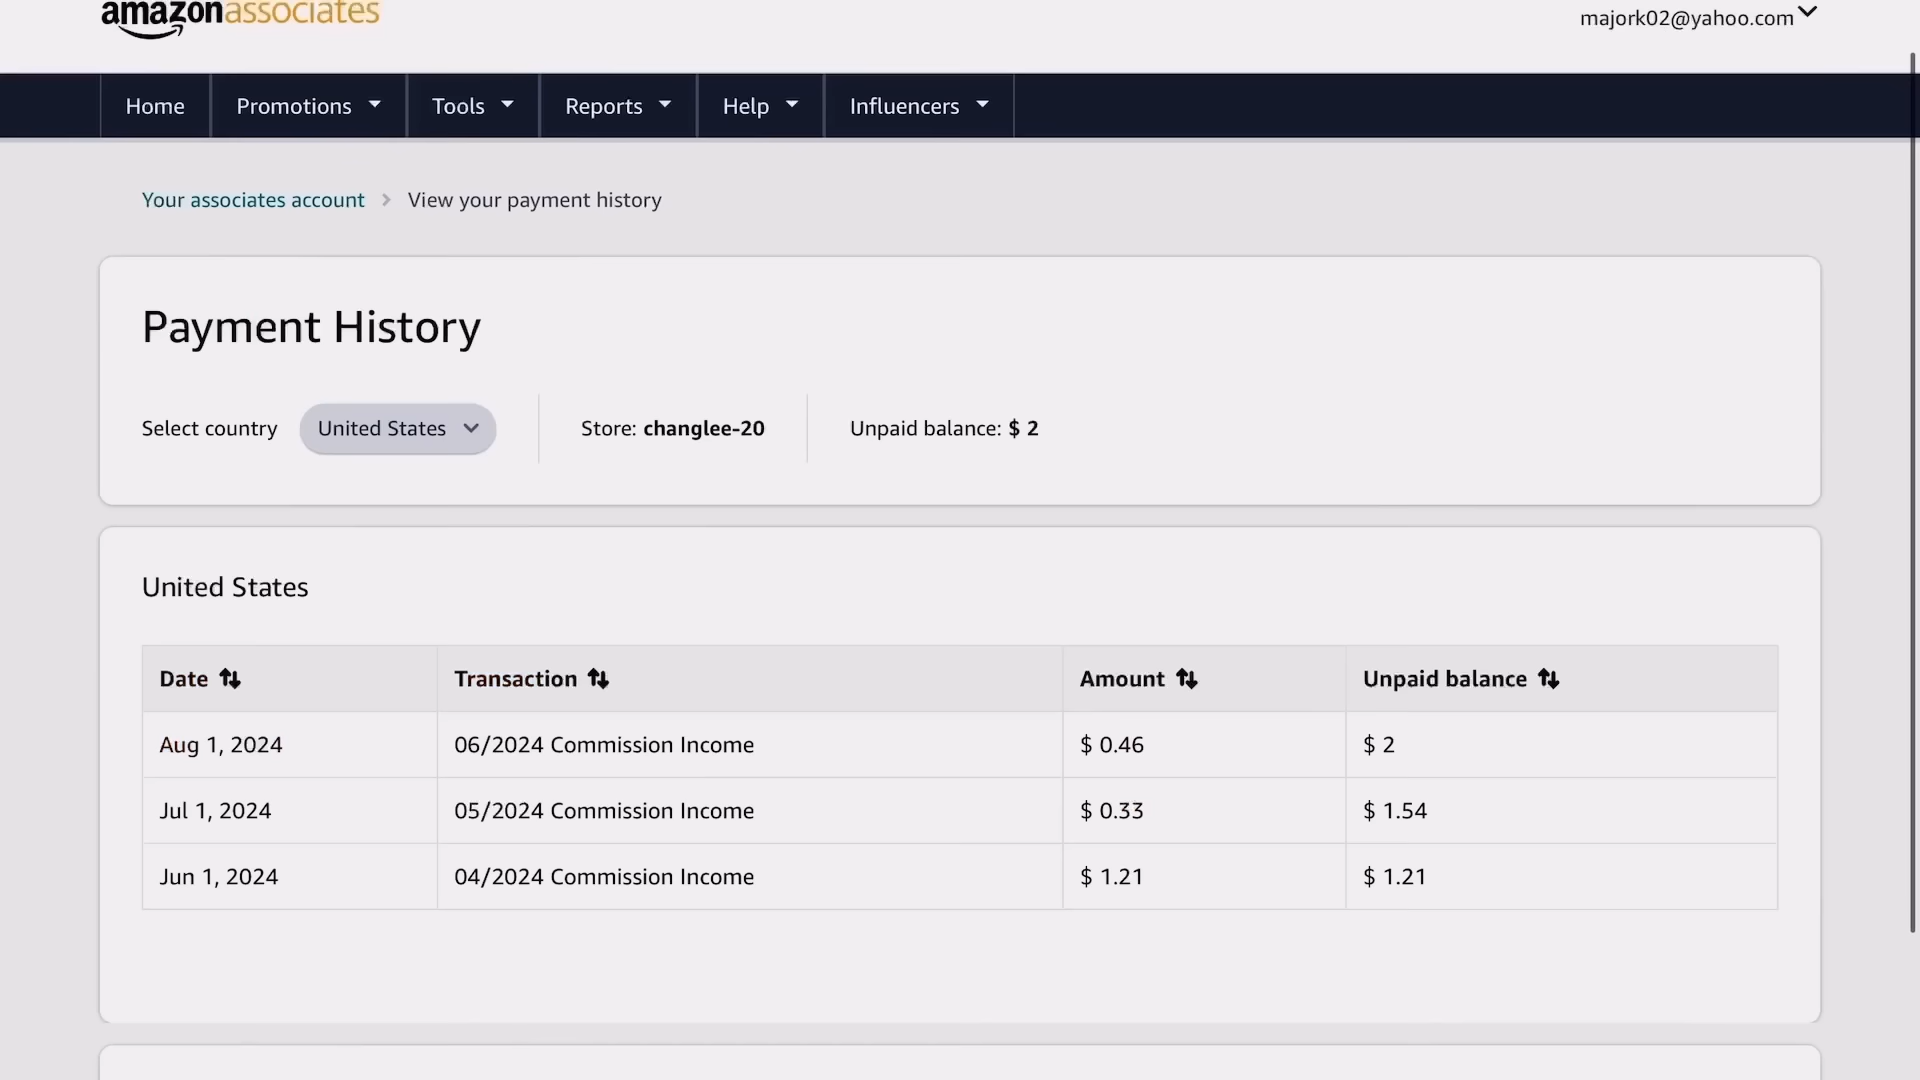 amazonassociates
majork02@yahoo.com
Home Promotions Tools Reports Help Influencers
Your associates account View your payment history
Payment History
Select country United States Store: changlee-20 Unpaid balance: $ 2
United States
Date Transaction Amount Unpaid balance
Aug 1, 2024 06/2024 Commission Income $ 0.46 $ 2
Jul 1, 2024 05/2024 Commission Income $ 0.33 $ 1.54
Jun 1, 2024 04/2024 Commission Income $ 1.21 $ 1.21